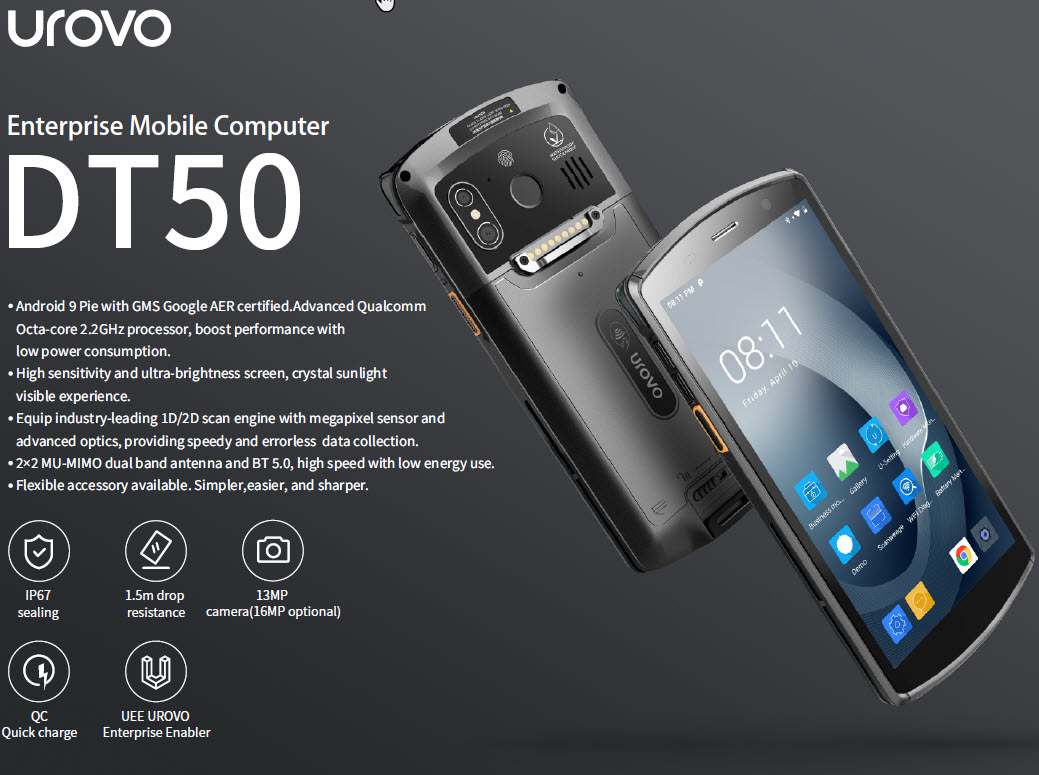 urovo
Enterprise Mobile Computer
DT50
• Android 9 Pie with GMS Google AER certified.Advanced Qualcomm
Octa-core 2.2GHz processor, boost performance with
low power consumption.
• High sensitivity and ultra-brightness screen, crystal sunlight
visible experience.
• Equip industry-leading 1D/2D scan engine with megapixel sensor and
advanced optics, providing speedy and errorless data collection.
• 2×2 MU-MIMO dual band antenna and BT 5.0, high speed with low energy use.
• Flexible accessory available. Simpler,easier, and sharper.
IP67
sealing
1.5m drop
resistance
13MP
camera(16MP optional)
QC
Quick charge
UEE UROVO
Enterprise Enabler
urovo
08:11 PM
08:11
Friday, April 10
Business mo...
Gallery
U-Setting
Hardware Man...
Demo
Scanwedge
WiFi Diag...
Battery Man...